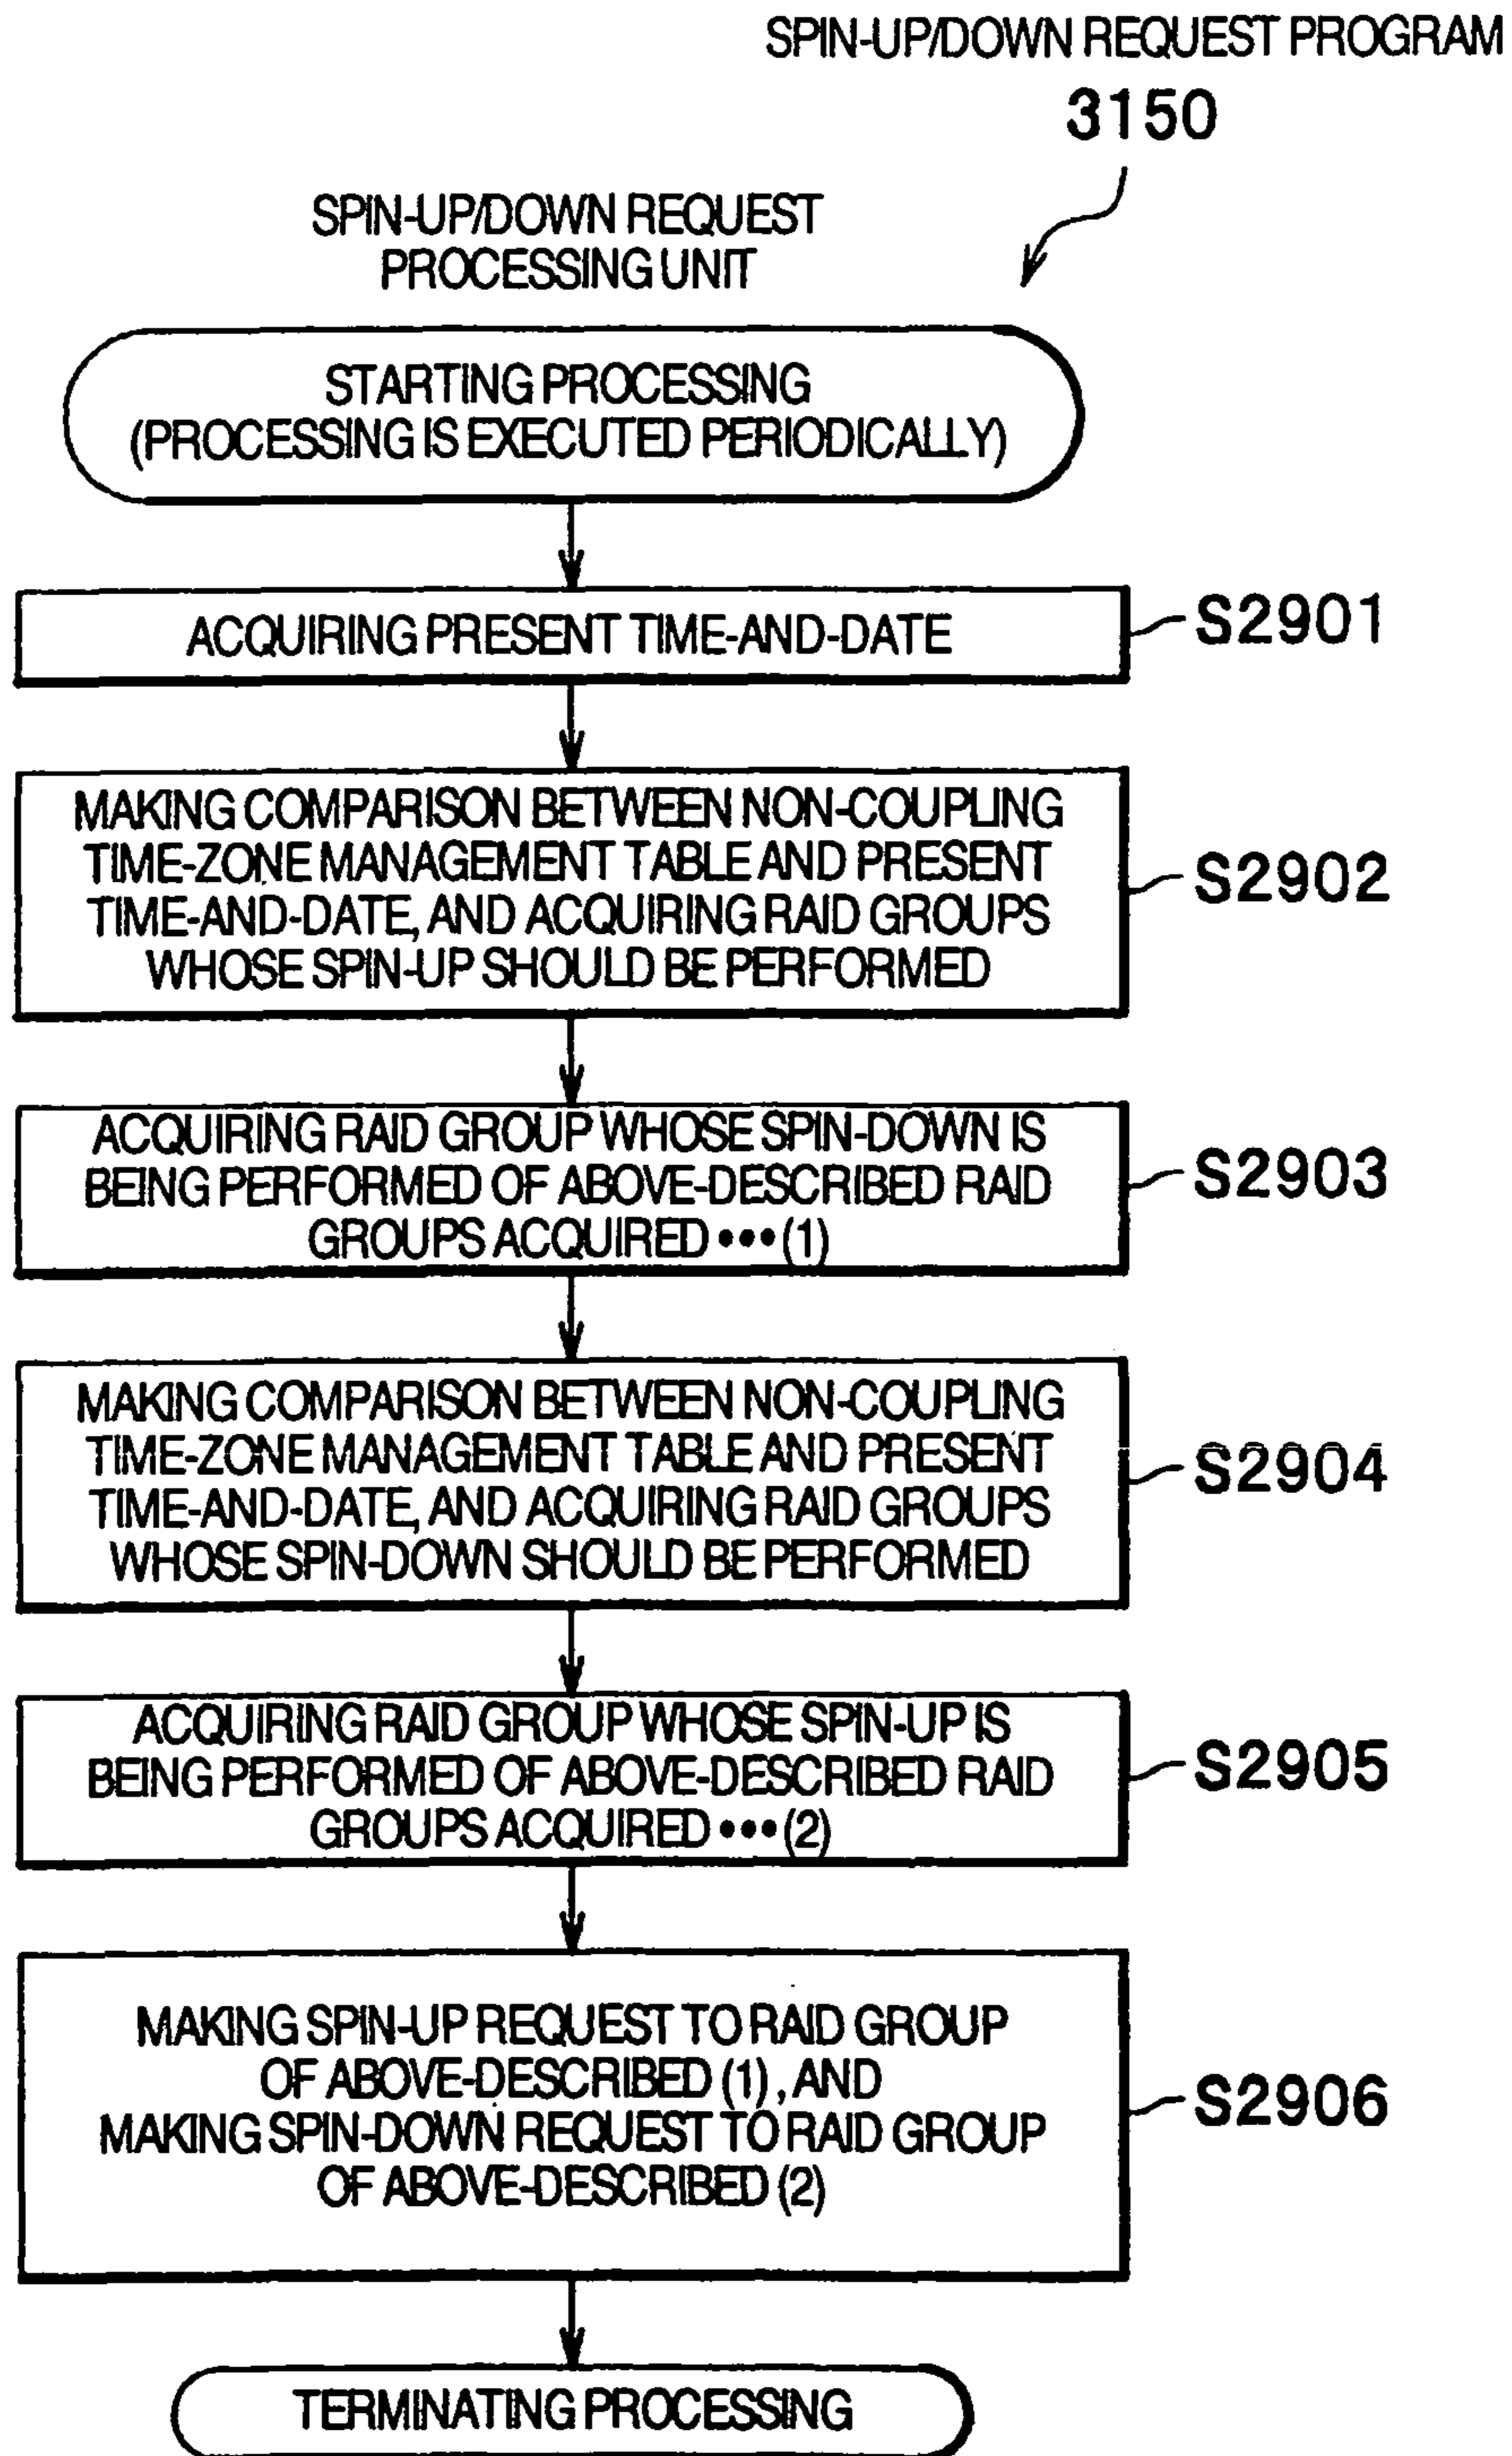 SPIN-UP/DOWN REQUEST PROGRAM
3150
SPIN-UP/DOWN REQUEST
PROCESSING UNIT
STARTING PROCESSING
(PROCESSING IS EXECUTED PERIODICALLY)
ACQUIRING PRESENT TIME-AND-DATE
S2901
MAKING COMPARISON BETWEEN NON-COUPLING
TIME-ZONE MANAGEMENT TABLE AND PRESENT
TIME-AND-DATE, AND ACQUIRING RAID GROUPS
WHOSE SPIN-UP SHOULD BE PERFORMED
S2902
ACQUIRING RAID GROUP WHOSE SPIN-DOWN IS
BEING PERFORMED OF ABOVE-DESCRIBED RAID
GROUPS ACQUIRED •••(1)
S2903
MAKING COMPARISON BETWEEN NON-COUPLING
TIME-ZONE MANAGEMENT TABLE AND PRESENT
TIME-AND-DATE, AND ACQUIRING RAID GROUPS
WHOSE SPIN-DOWN SHOULD BE PERFORMED
S2904
ACQUIRING RAID GROUP WHOSE SPIN-UP IS
BEING PERFORMED OF ABOVE-DESCRIBED RAID
GROUPS ACQUIRED •••(2)
S2905
MAKING SPIN-UP REQUEST TO RAID GROUP
OF ABOVE-DESCRIBED (1), AND
MAKING SPIN-DOWN REQUEST TO RAID GROUP
OF ABOVE-DESCRIBED (2)
S2906
TERMINATING PROCESSING